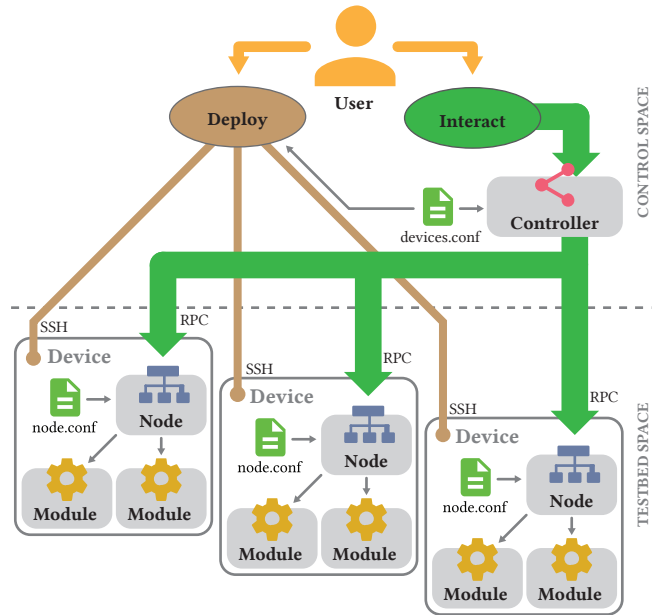 User
Deploy
Interact
CONTROL SPACE
devices.conf
Controller
SSH
RPC
Device
node.conf
Node
Module
Module
SSH
RPC
Device
node.conf
Node
Module
Module
SSH
RPC
Device
node.conf
Node
Module
Module
TESTBED SPACE